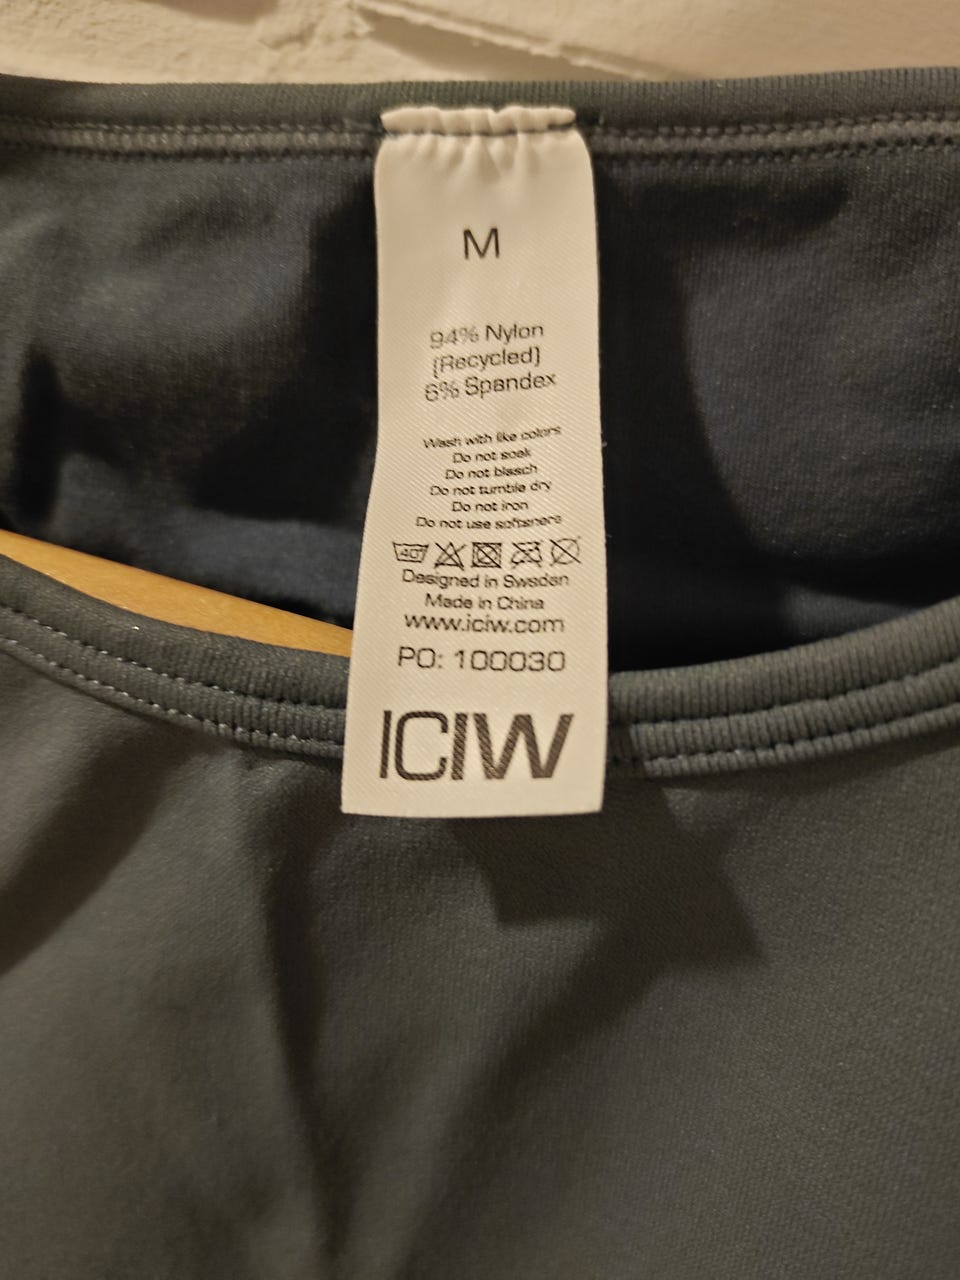 M
94% Nylon
(Recycled)
6% Spandex
Wash with like colors
Do not soak
Do not bleach
Do not tumble dry
Do not iron
Do not use softeners
40°
Designed in Sweden
Made in China
www.iciw.com
PO: 100030
ICIW